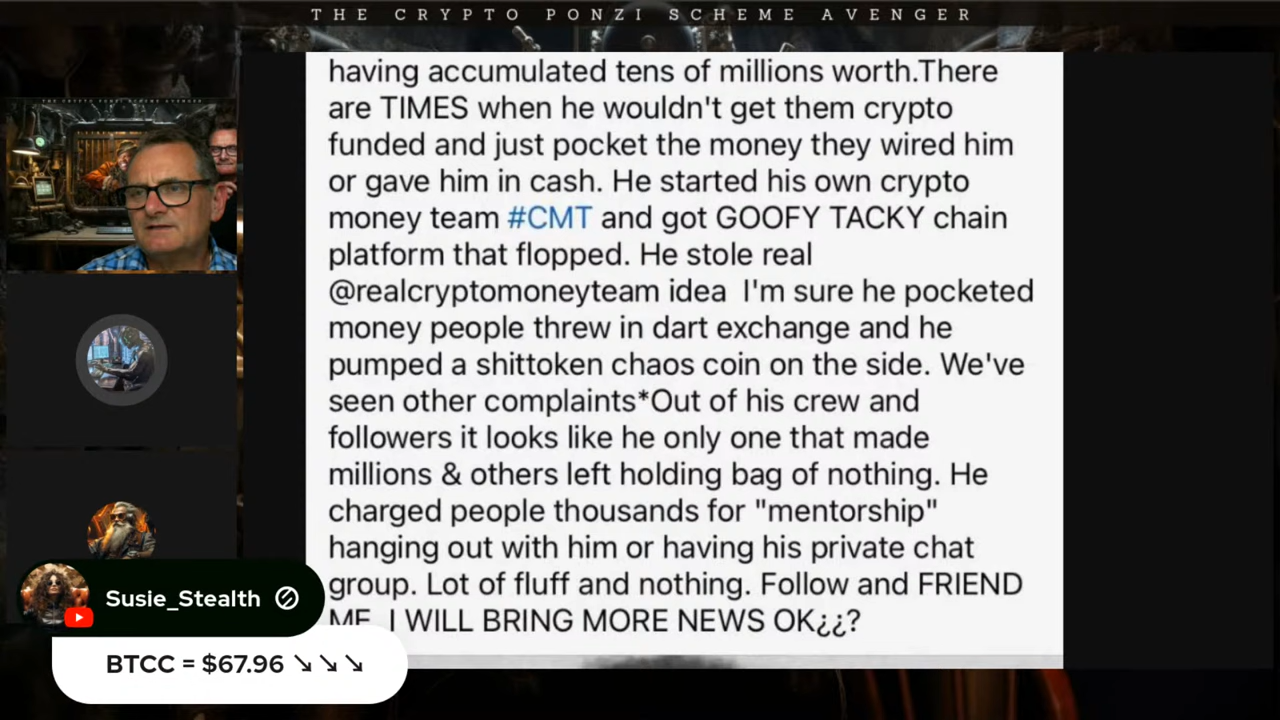 THE CRYPTO PONZI SCHEME AVENGER
having accumulated tens of millions worth.There
are TIMES when he wouldn't get them crypto
funded and just pocket the money they wired him
or gave him in cash. He started his own crypto
money team #CMT and got GOOFY TACKY chain
platform that flopped. He stole real
@realcryptomoneyteam idea  I'm sure he pocketed
money people threw in dart exchange and he
pumped a shittoken chaos coin on the side. We've
seen other complaints*Out of his crew and
followers it looks like he only one that made
millions & others left holding bag of nothing. He
charged people thousands for "mentorship"
hanging out with him or having his private chat
group. Lot of fluff and nothing. Follow and FRIEND
ME I WILL BRING MORE NEWS OK¿¿?
Susie_Stealth
BTCC = $67.96 ↘↘↘